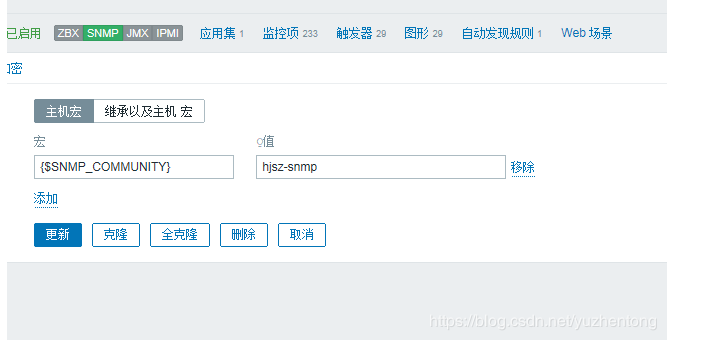 已启用 ZBX SNMP JMX IPMI 应用集 1 监控项 233 触发器 29 图形 29 自动发现规则 1 Web 场景
密
主机宏 继承以及主机 宏
宏 值
{$SNMP_COMMUNITY} hjsz-snmp 移除
添加
更新 克隆 全克隆 删除 取消
https://blog.csdn.net/yuzhentong